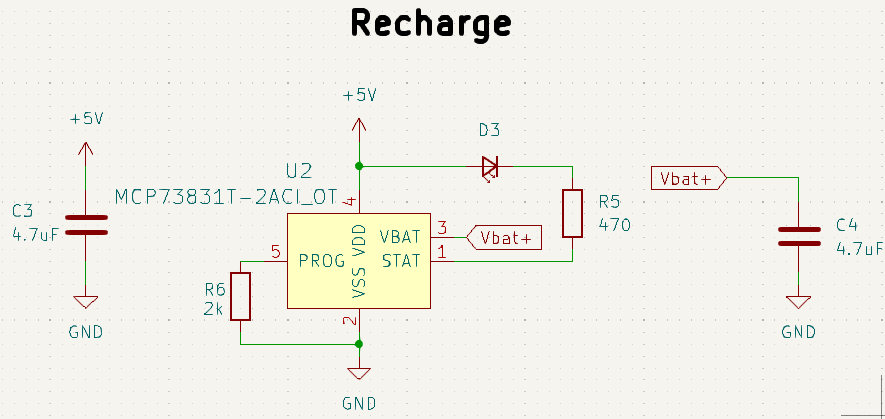 Recharge
+5V
+5V
D3
U2
MCP73831T-2ACI_OT
C3
4.7uF
GND
4
VDD
VBAT
3
Vbat+
5
PROG
STAT
1
VSS
2
R6
2k
GND
R5
470
Vbat+
C4
4.7uF
GND